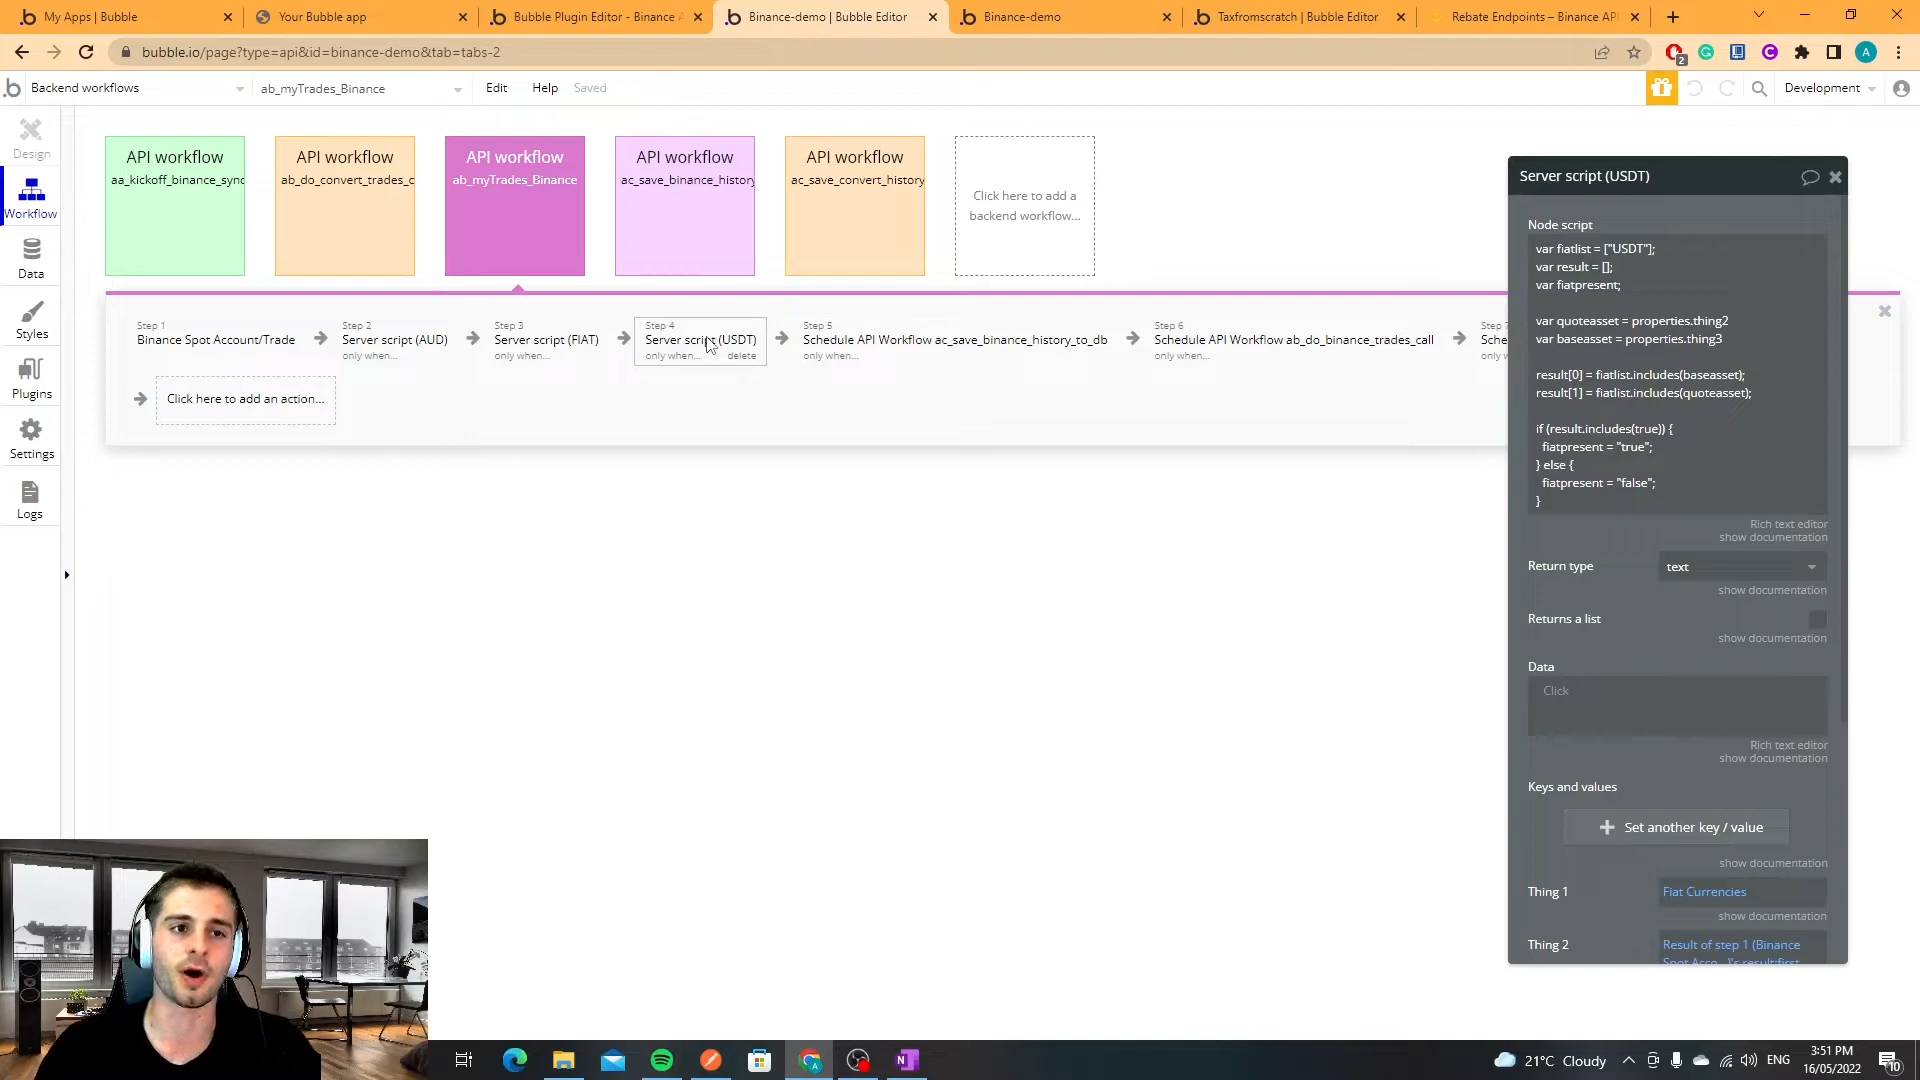 My Apps | Bubble
Your Bubble app
Bubble Plugin Editor - Binance A
Binance-demo | Bubble Editor
Binance-demo
Taxfromscratch | Bubble Editor
Rebate Endpoints – Binance API
bubble.io/page?type=api&id=binance-demo&tab=tabs-2
2
A
Backend workflows
ab_myTrades_Binance
Edit
Help
Saved
Development
Design
Workflow
Data
Styles
Plugins
Settings
Logs
API workflow
aa_kickoff_binance_sync
API workflow
ab_do_convert_trades_c
API workflow
ab_myTrades_Binance
API workflow
ac_save_binance_history
API workflow
ac_save_convert_history
Click here to add a
backend workflow...
Step 1
Binance Spot Account/Trade
Step 2
Server script (AUD)
only when...
Step 3
Server script (FIAT)
only when...
Step 4
Server script (USDT)
only when...
delete
Step 5
Schedule API Workflow ac_save_binance_history_to_db
only when...
Step 6
Schedule API Workflow ab_do_binance_trades_call
only when...
Step 7
Sche
only w
Click here to add an action...
Server script (USDT)
Node script
var fiatlist = ["USDT"];
var result = [];
var fiatpresent;
var quoteasset = properties.thing2
var baseasset = properties.thing3
result[0] = fiatlist.includes(baseasset);
result[1] = fiatlist.includes(quoteasset);
if (result.includes(true)) {
fiatpresent = "true";
} else {
fiatpresent = "false";
}
Rich text editor
show documentation
Return type
text
show documentation
Returns a list
show documentation
Data
Click
Rich text editor
show documentation
Keys and values
Set another key / value
show documentation
Thing 1
Fiat Currencies
show documentation
Thing 2
Result of step 1 (Binance
Spot Acco...)'s result:first
21°C Cloudy
ENG
3:51 PM
16/05/2022
10